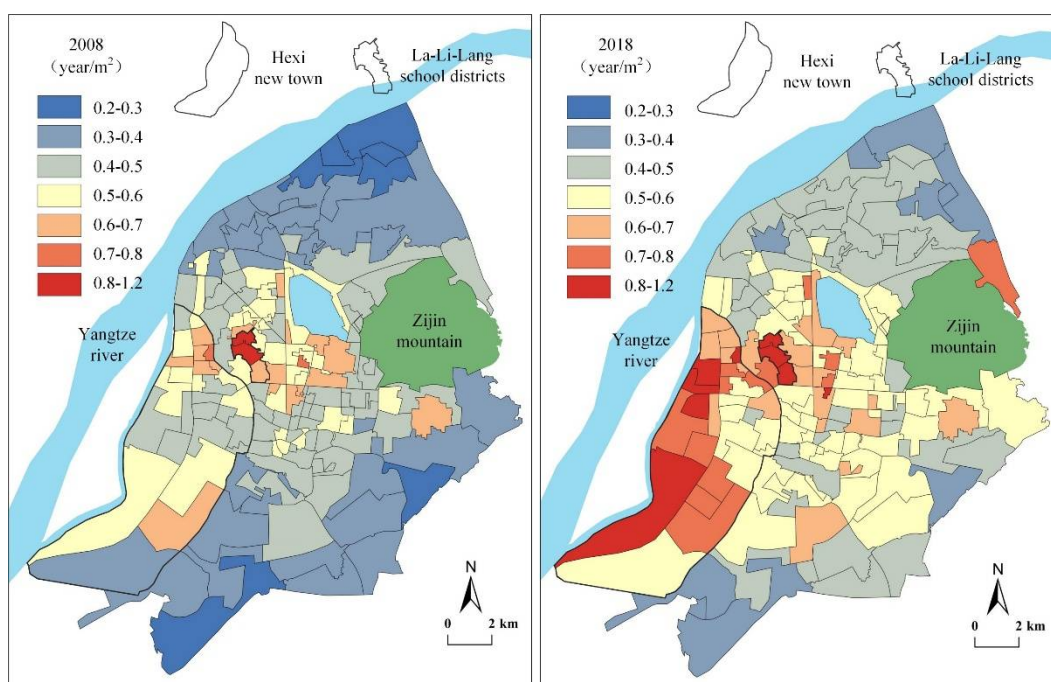 2008
(year/m²)
Hexi
new town
La-Li-Lang
school districts
0.2-0.3
0.3-0.4
0.4-0.5
0.5-0.6
0.6-0.7
0.7-0.8
0.8-1.2
Yangtze
river
Zijin
mountain
N
0 2 km
2018
(year/m²)
Hexi
new town
La-Li-Lang
school districts
0.2-0.3
0.3-0.4
0.4-0.5
0.5-0.6
0.6-0.7
0.7-0.8
0.8-1.2
Yangtze
river
Zijin
mountain
N
0 2 km